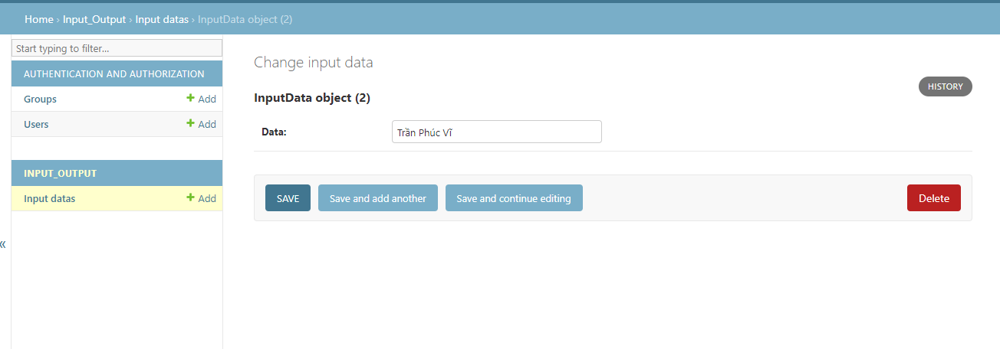 Home › Input_Output › Input datas › InputData object (2)
Start typing to filter...
AUTHENTICATION AND AUTHORIZATION
Groups + Add
Users + Add
INPUT_OUTPUT
Input datas + Add
«
Change input data
HISTORY
InputData object (2)
Data: Trần Phúc Vĩ
SAVE Save and add another Save and continue editing Delete